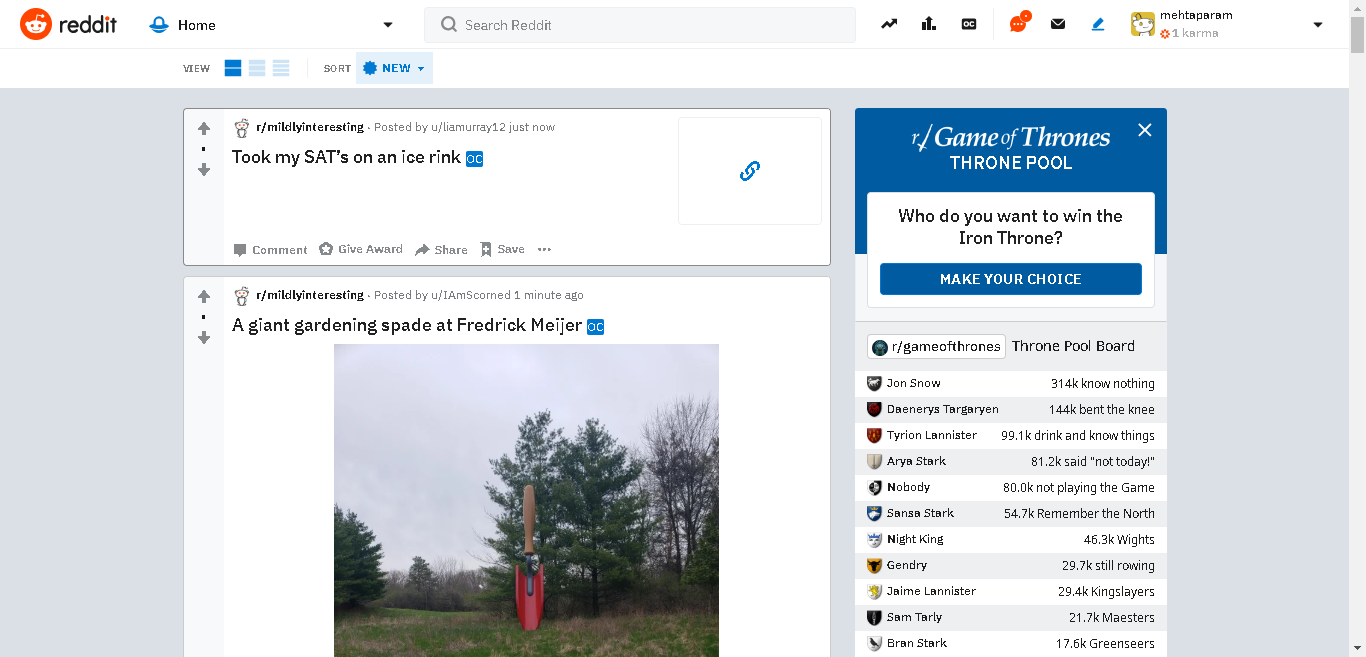 reddit
Home
Search Reddit
OC
mehtaparam
1 karma
VIEW
SORT
NEW
r/mildlyinteresting · Posted by u/liamurray12 just now
Took my SAT’s on an ice rink OC
Comment
Give Award
Share
Save
r/mildlyinteresting · Posted by u/IAmScorned 1 minute ago
A giant gardening spade at Fredrick Meijer OC
r/Game of Thrones
THRONE POOL
Who do you want to win the
Iron Throne?
MAKE YOUR CHOICE
r/gameofthrones Throne Pool Board
Jon Snow 314k know nothing
Daenerys Targaryen 144k bent the knee
Tyrion Lannister 99.1k drink and know things
Arya Stark 81.2k said "not today!"
Nobody 80.0k not playing the Game
Sansa Stark 54.7k Remember the North
Night King 46.3k Wights
Gendry 29.7k still rowing
Jaime Lannister 29.4k Kingslayers
Sam Tarly 21.7k Maesters
Bran Stark 17.6k Greenseers